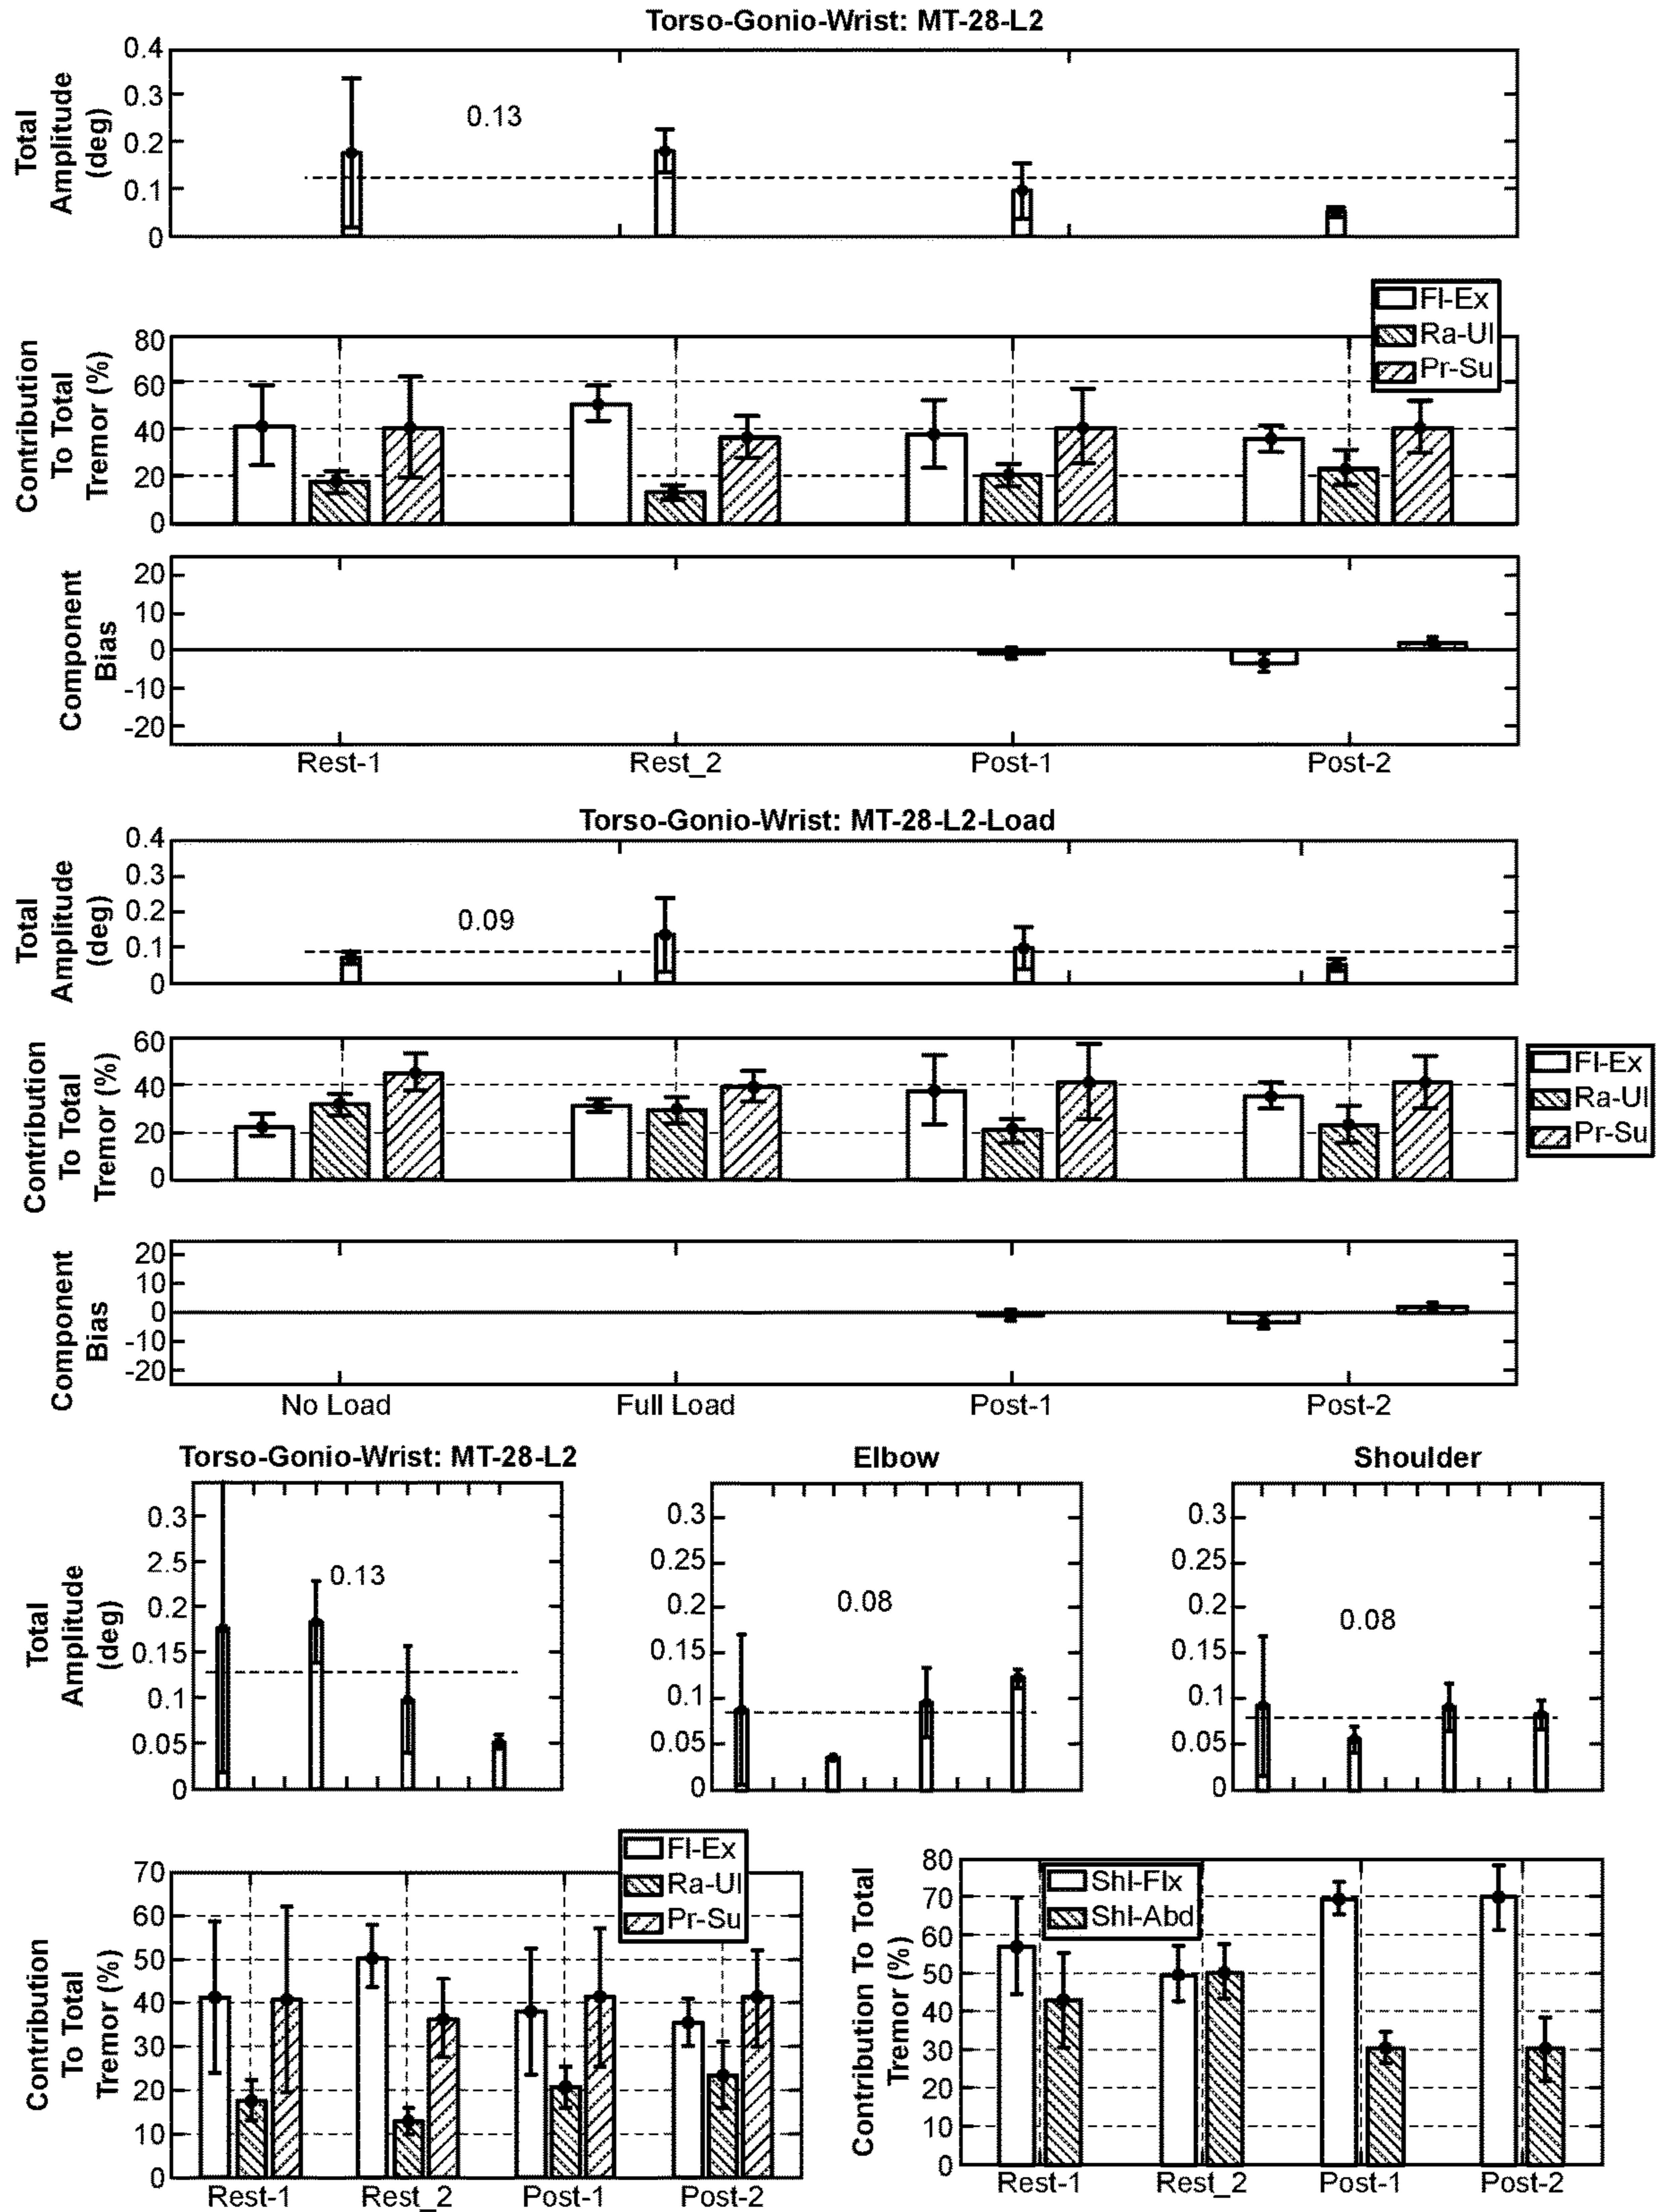 Torso-Gonio-Wrist: MT-28-L2
Total
Amplitude
(deg)
0.4
0.3
0.2
0.1
0
0.13
Contribution
To Total
Tremor (%)
80
60
40
20
0
Fl-Ex
Ra-Ul
Pr-Su
Component
Bias
20
10
0
-10
-20
Rest-1 Rest_2 Post-1 Post-2
Torso-Gonio-Wrist: MT-28-L2-Load
Total
Amplitude
(deg)
0.4
0.3
0.2
0.1
0
0.09
Contribution
To Total
Tremor (%)
60
40
20
0
Fl-Ex
Ra-Ul
Pr-Su
Component
Bias
20
10
0
-10
-20
No Load Full Load Post-1 Post-2
Torso-Gonio-Wrist: MT-28-L2
Total
Amplitude
(deg)
0.3
2.5
0.2
0.15
0.1
0.05
0
0.13
Elbow
0.3
0.25
0.2
0.15
0.1
0.05
0
0.08
Shoulder
0.3
0.25
0.2
0.15
0.1
0.05
0
0.08
Contribution
To Total
Tremor (%)
70
60
50
40
30
20
10
0
Fl-Ex
Ra-Ul
Pr-Su
Rest-1 Rest_2 Post-1 Post-2
Contribution To Total
Tremor (%)
80
70
60
50
40
30
20
10
0
Shl-Flx
Shl-Abd
Rest-1 Rest_2 Post-1 Post-2